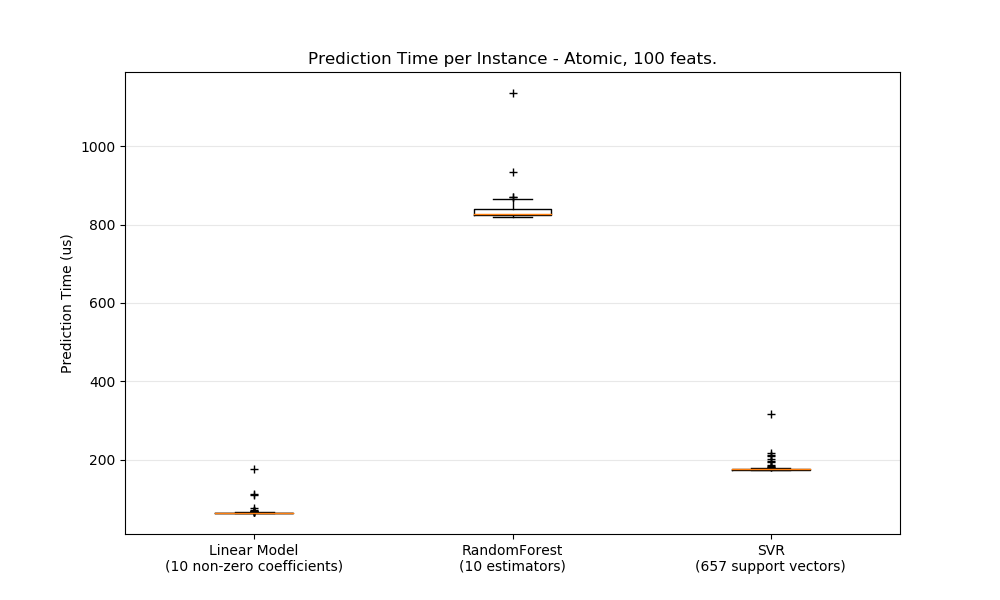 Prediction Time per Instance - Atomic, 100 feats.
Prediction Time (us)
1000
800
600
400
200
Linear Model
(10 non-zero coefficients)
RandomForest
(10 estimators)
SVR
(657 support vectors)